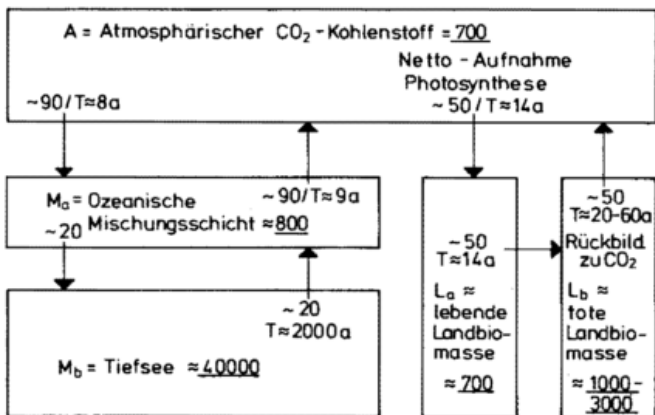 A = Atmosphärischer CO₂-Kohlenstoff = 700
Netto-Aufnahme
Photosynthese
~90/T≈8a
~50/T≈14a
~90/T≈9a
Mₐ = Ozeanische
Mischungsschicht ≈ 800
~20
~20
T≈2000a
M_b = Tiefsee ≈ 40000
~50
T≈14a
Lₐ ≈
lebende
Landbio-
masse
≈ 700
~50
T≈20-60a
Rückbild.
zu CO₂
L_b ≈
tote
Landbio-
masse
≈ 1000-
3000